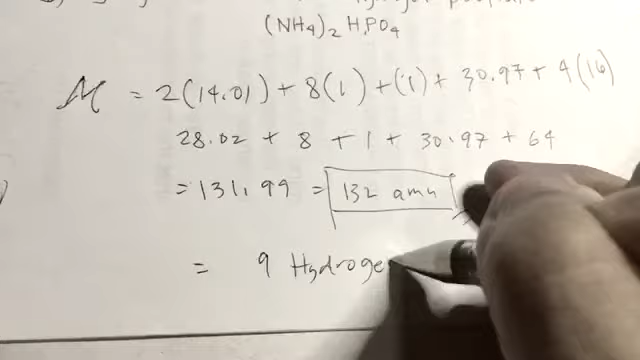 (NH4)2 HPO4
M = 2(14.01) + 8(1) + (1) + 30.97 + 4(16)
28.02 + 8 + 1 + 30.97 + 64
= 131.99 = 132 amu
= 9 Hydroge